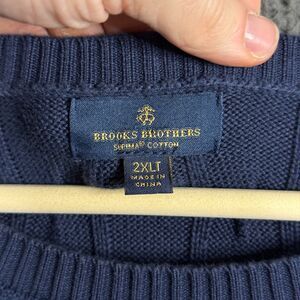 BROOKS BROTHERS
SUPIMA® COTTON
2XLT
MADE IN
CHINA